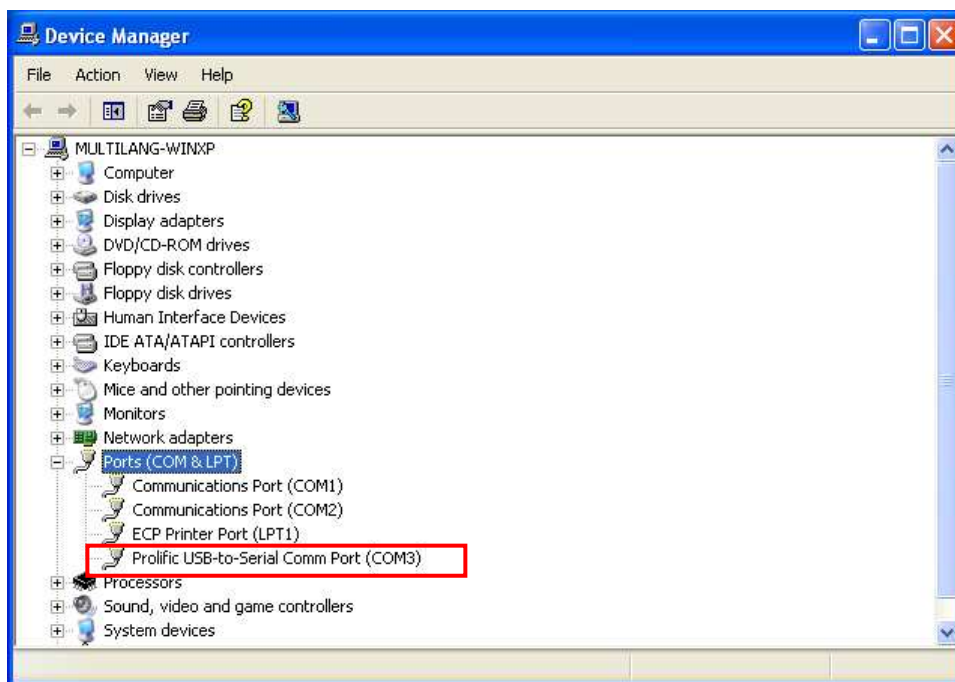 Device Manager
File Action View Help
MULTILANG-WINXP
Computer
Disk drives
Display adapters
DVD/CD-ROM drives
Floppy disk controllers
Floppy disk drives
Human Interface Devices
IDE ATA/ATAPI controllers
Keyboards
Mice and other pointing devices
Monitors
Network adapters
Ports (COM & LPT)
Communications Port (COM1)
Communications Port (COM2)
ECP Printer Port (LPT1)
Prolific USB-to-Serial Comm Port (COM3)
Processors
Sound, video and game controllers
System devices